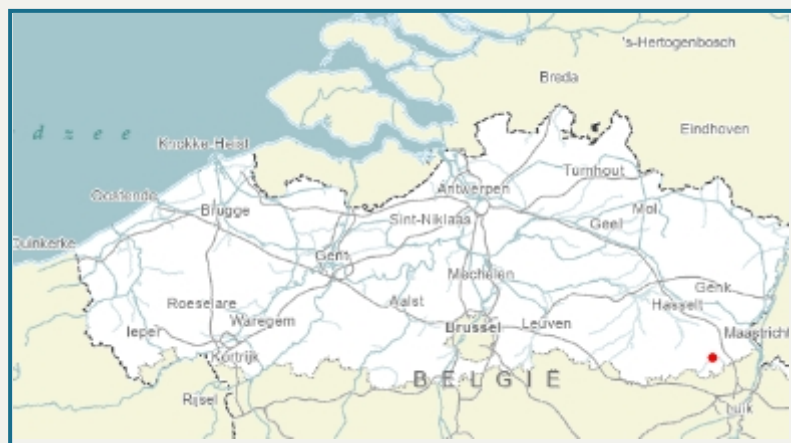 's-Hertogenbosch
Breda
d z e e
Eindhoven
Knokke-Heist
Turnhout
Antwerpen
Oostende
Mol
Brugge
Sint-Niklaas
Geel
Duinkerke
Gent
Mechelen
Genk
Roeselare
Aalst
Hasselt
Waregem
Brussel
Leuven
Ieper
Maastricht
Kortrijk
BELGIË
Rijsel
Luik